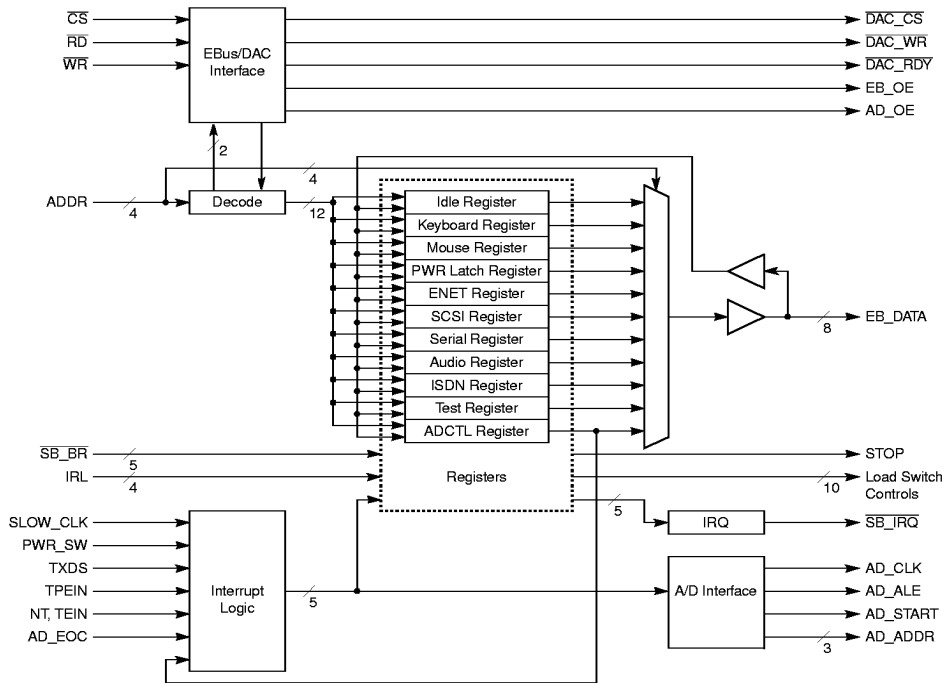 CS
RD
WR
EBus/DAC
Interface
DAC_CS
DAC_WR
DAC_RDY
EB_OE
AD_OE
2
4
ADDR
4
Decode
12
Idle Register
Keyboard Register
Mouse Register
PWR Latch Register
ENET Register
SCSI Register
Serial Register
Audio Register
ISDN Register
Test Register
ADCTL Register
Registers
8
EB_DATA
SB_BR
5
IRL
4
STOP
10
Load Switch
Controls
5
IRQ
SB_IRQ
SLOW_CLK
PWR_SW
TXDS
TPEIN
NT, TEIN
AD_EOC
Interrupt
Logic
5
A/D Interface
AD_CLK
AD_ALE
AD_START
3
AD_ADDR